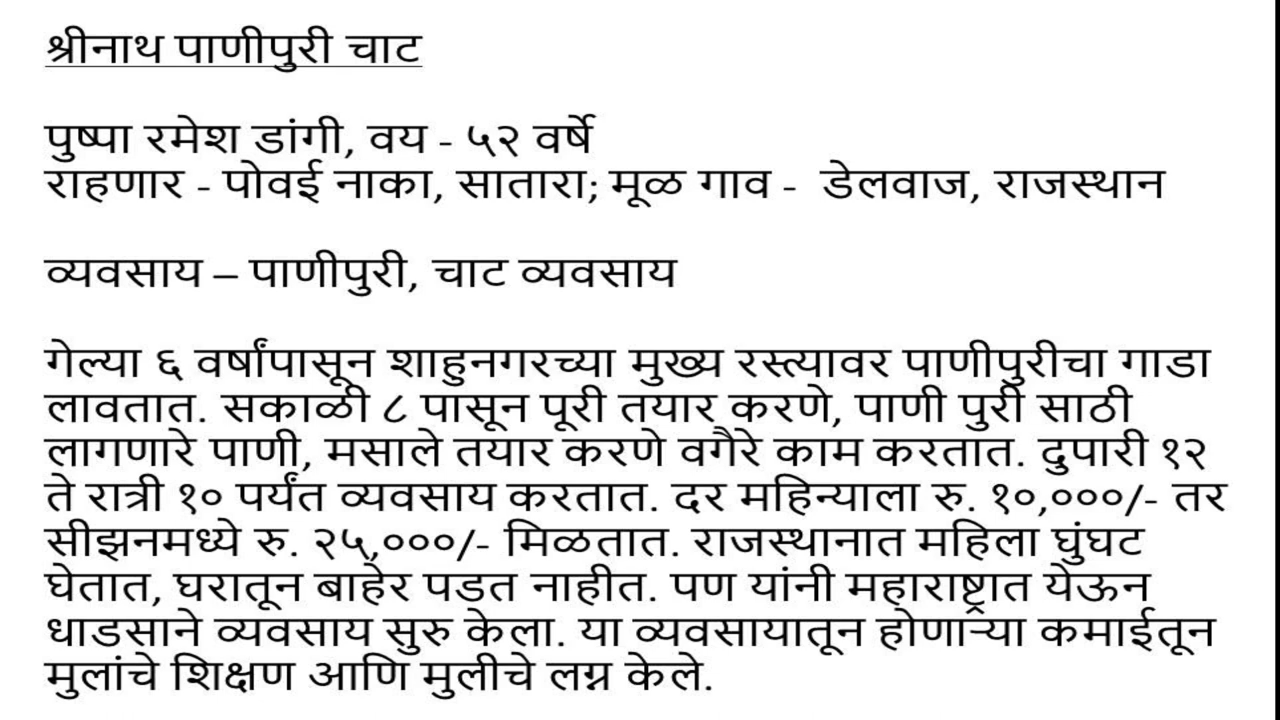 श्रीनाथ पाणीपुरी चाट
पुष्पा रमेश डांगी, वय - ५२ वर्षे
राहणार - पोवई नाका, सातारा; मूळ गाव - डेलवाज, राजस्थान
व्यवसाय – पाणीपुरी, चाट व्यवसाय
गेल्या ६ वर्षांपासून शाहुनगरच्या मुख्य रस्त्यावर पाणीपुरीचा गाडा
लावतात. सकाळी ८ पासून पूरी तयार करणे, पाणी पुरी साठी
लागणारे पाणी, मसाले तयार करणे वगैरे काम करतात. दुपारी १२
ते रात्री १० पर्यंत व्यवसाय करतात. दर महिन्याला रु. १०,०००/- तर
सीझनमध्ये रु. २५,०००/- मिळतात. राजस्थानात महिला घुंघट
घेतात, घरातून बाहेर पडत नाहीत. पण यांनी महाराष्ट्रात येऊन
धाडसाने व्यवसाय सुरु केला. या व्यवसायातून होणाऱ्या कमाईतून
मुलांचे शिक्षण आणि मुलीचे लग्न केले.